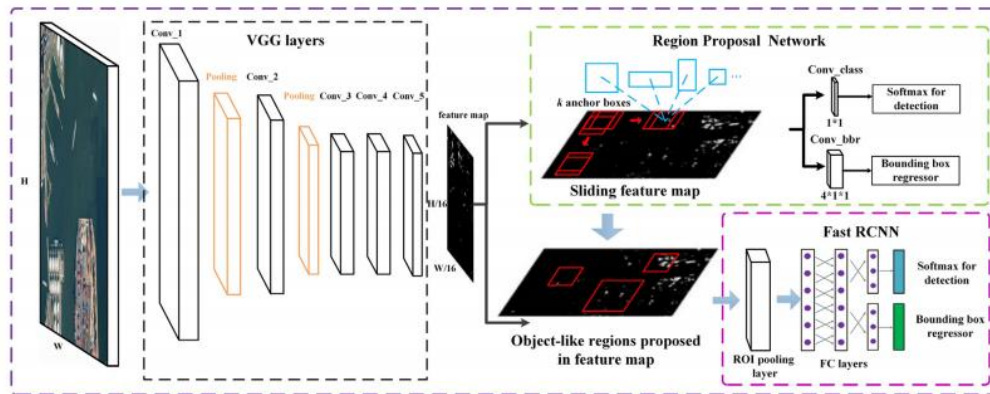 VGG layers
Conv_1
Pooling
Conv_2
Pooling
Conv_3
Conv_4
Conv_5
H
W
feature map
H/16
W/16
Region Proposal Network
k anchor boxes
...
Sliding feature map
Conv_class
1*1
Softmax for
detection
Conv_bbr
4*1*1
Bounding box
regressor
Object-like regions proposed
in feature map
Fast RCNN
ROI pooling
layer
FC layers
Softmax for
detection
Bounding box
regressor